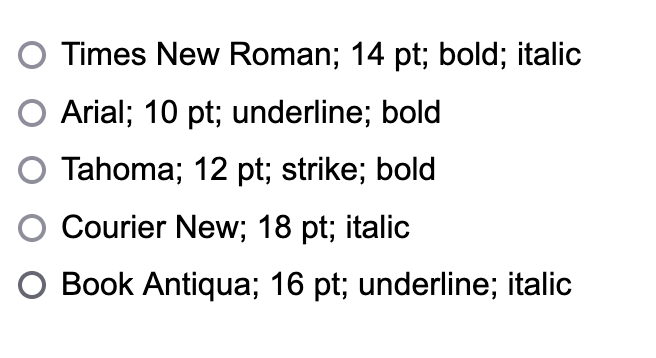 Times New Roman; 14 pt; bold; italic
Arial; 10 pt; underline; bold
Tahoma; 12 pt; strike; bold
Courier New; 18 pt; italic
Book Antiqua; 16 pt; underline; italic